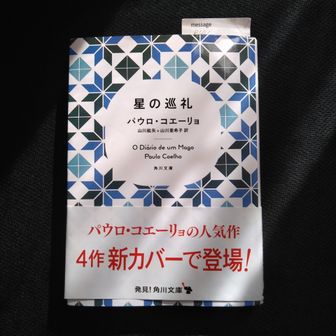 message
星の巡礼
パウロ・コエーリョ
山川紘矢＋山川亜希子 訳
O Diário de um Mago
Paulo Coelho
角川文庫
パウロ・コエーリョの人気作
4作 新カバーで登場!
発見!角川文庫